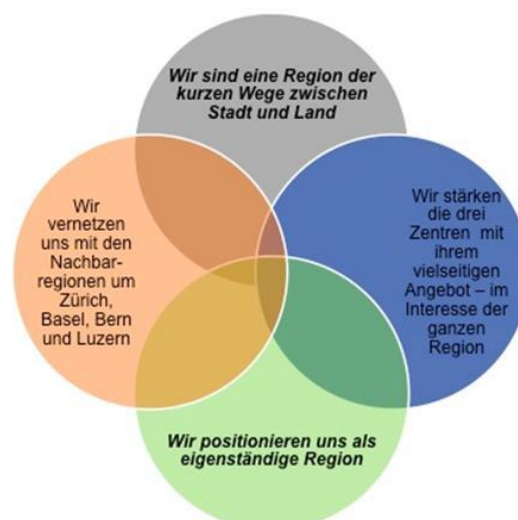 Wir sind eine Region der
kurzen Wege zwischen
Stadt und Land
Wir
vernetzen
uns mit den
Nachbar-
regionen um
Zürich,
Basel, Bern
und Luzern
Wir stärken
die drei
Zentren mit
ihrem
vielseitigen
Angebot – im
Interesse der
ganzen
Region
Wir positionieren uns als
eigenständige Region